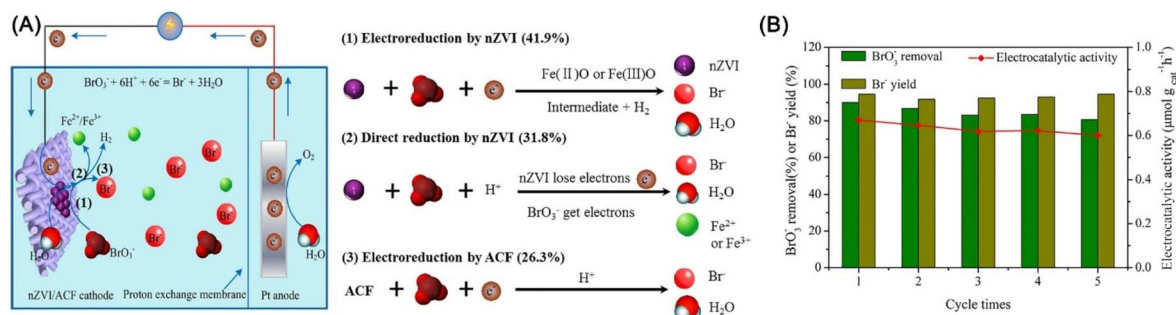 (A)
e⁻
e⁻
e⁻
e⁻
BrO₃⁻ + 6H⁺ + 6e⁻ = Br⁻ + 3H₂O
Fe²⁺/Fe³⁺
H₂
(2)
(3)
(1)
e⁻
Br⁻
Br⁻
Br⁻
Br⁻
Br⁻
H₂O
BrO₃⁻
O₂
e⁻
e⁻
e⁻
H₂O
nZVI/ACF cathode
Proton exchange membrane
Pt anode
(1) Electroreduction by nZVI (41.9%)
+ + e⁻
Fe(Ⅱ)O or Fe(III)O
Intermediate + H₂
nZVI
Br⁻
H₂O
(2) Direct reduction by nZVI (31.8%)
+ + H⁺
nZVI lose electrons e⁻
BrO₃⁻ get electrons
Br⁻
H₂O
Fe²⁺
or Fe³⁺
(3) Electroreduction by ACF (26.3%)
ACF + + e⁻
H⁺
Br⁻
H₂O
(B)
BrO₃⁻ removal
Electrocatalytic activity
Br⁻ yield
BrO₃⁻ removal(%) or Br⁻ yield (%)
120
100
80
60
40
20
0
1 2 3 4 5
Cycle times
1.0
0.8
0.6
0.4
0.2
0.0
Electrocatalytic activity (μmol g_cat⁻¹h⁻¹)